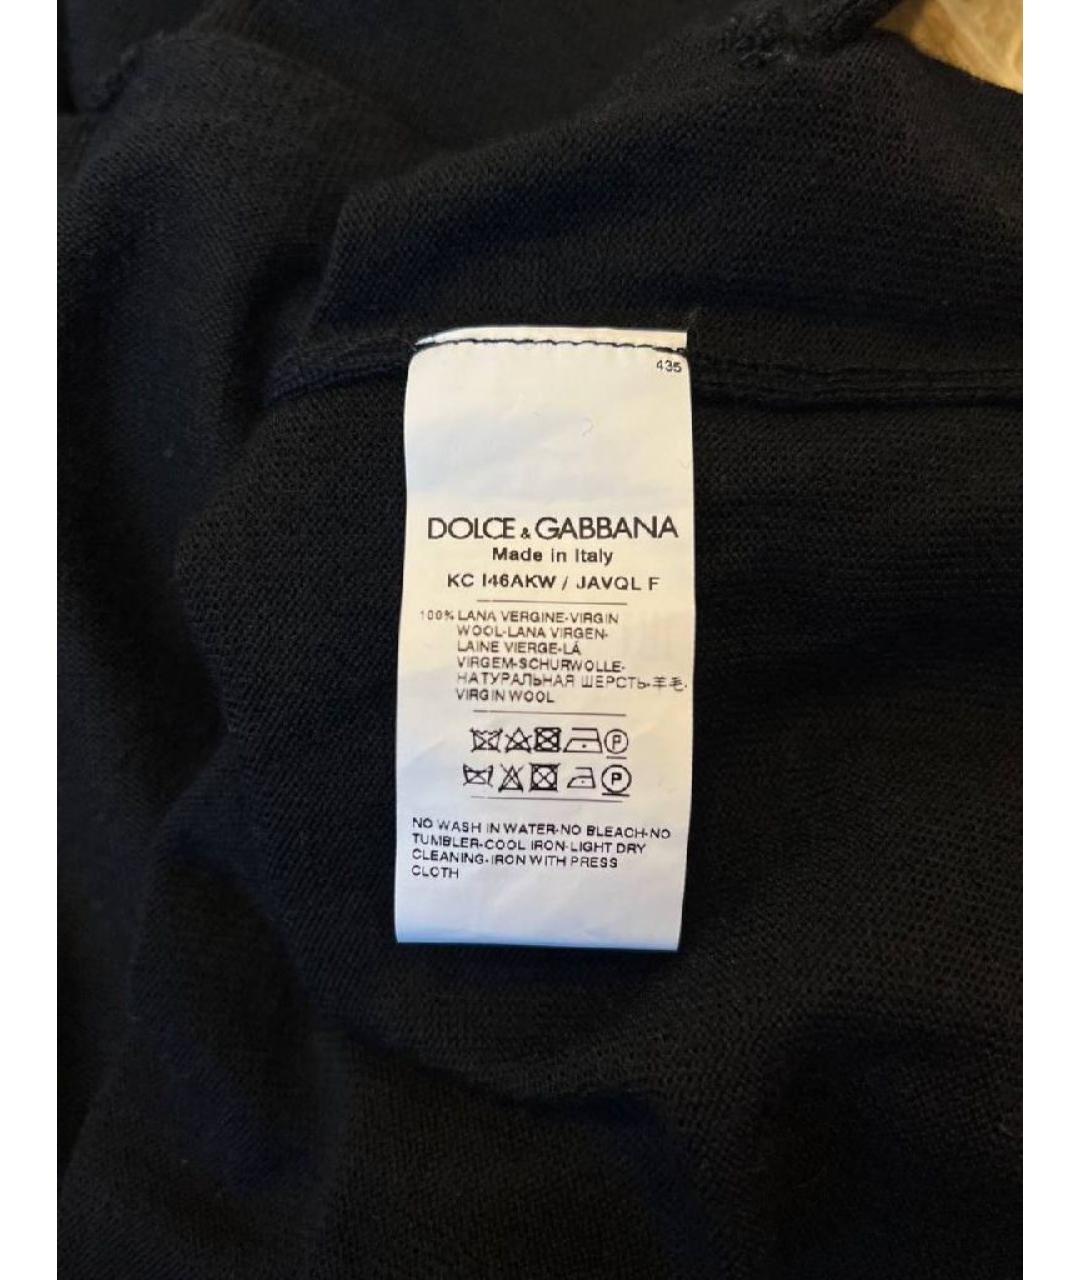 435
DOLCE & GABBANA
Made in Italy
KC I46AKW / JAVQL F
100% LANA VERGINE-VIRGIN
WOOL-LANA VIRGEN-
LAINE VIERGE-LÁ
VIRGEM-SCHURWOLLE-
НАТУРАЛЬНАЯ ШЕРСТЬ-羊毛-
VIRGIN WOOL
P
P
NO WASH IN WATER-NO BLEACH-NO
TUMBLER-COOL IRON-LIGHT DRY
CLEANING-IRON WITH PRESS
CLOTH